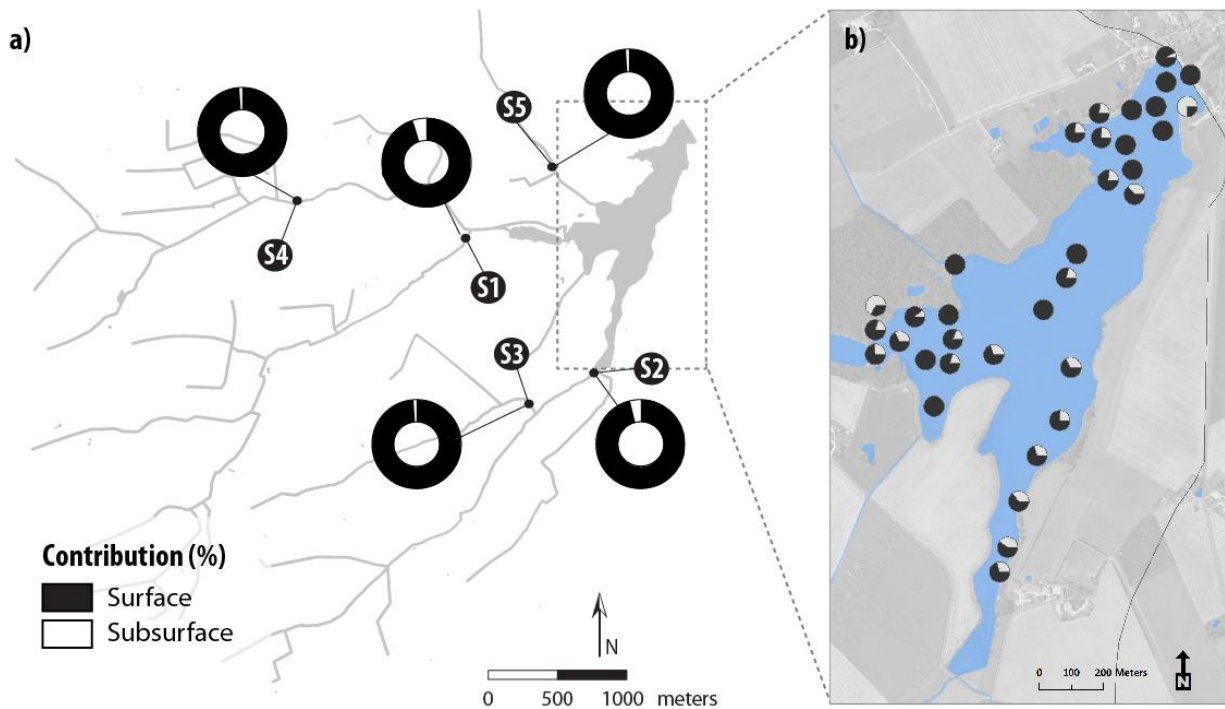 a)
b)
S5
S4
S1
S3
S2
Contribution (%)
Surface
Subsurface
N
0 500 1000 meters
0 100 200 Meters
N